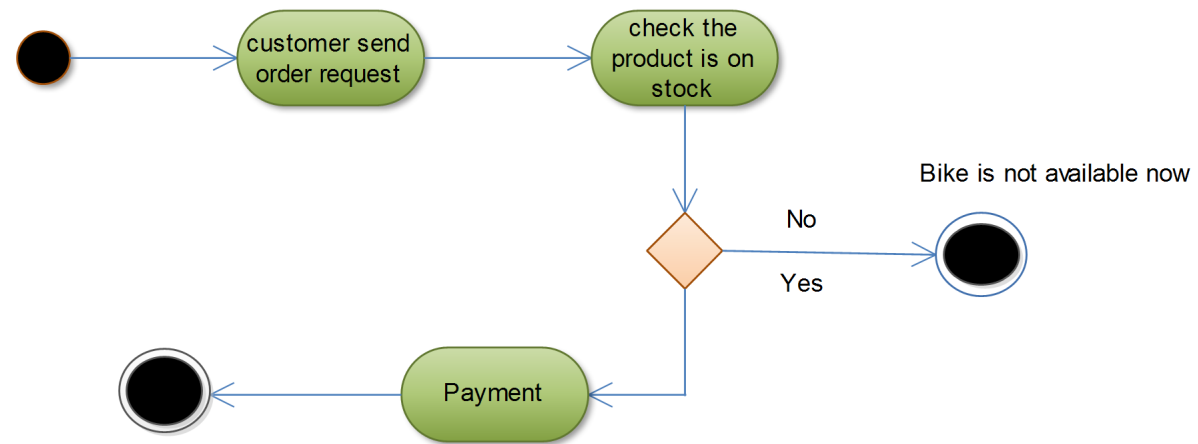 customer send
order request
check the
product is on
stock
Bike is not available now
No
Yes
Payment